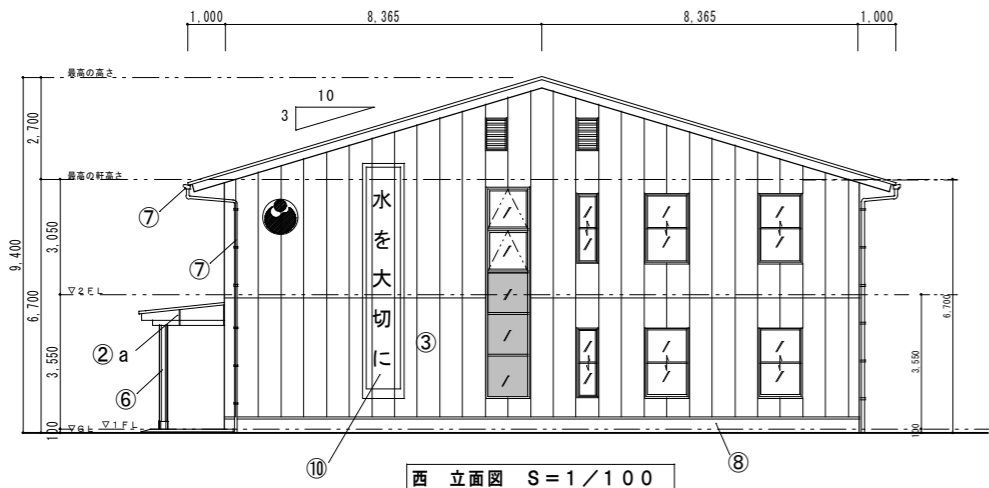 1,000 8,365 8,365 1,000
最高の高さ
10
3
2,700
最高の軒高さ
⑦
水を大切に
3,050
⑦
9,400
6,700
▽2FL
6,700
②a
③
3,550
3,550
⑥
100
▽GL ▽1FL
100
⑩
⑧
西 立面図 S=1/100